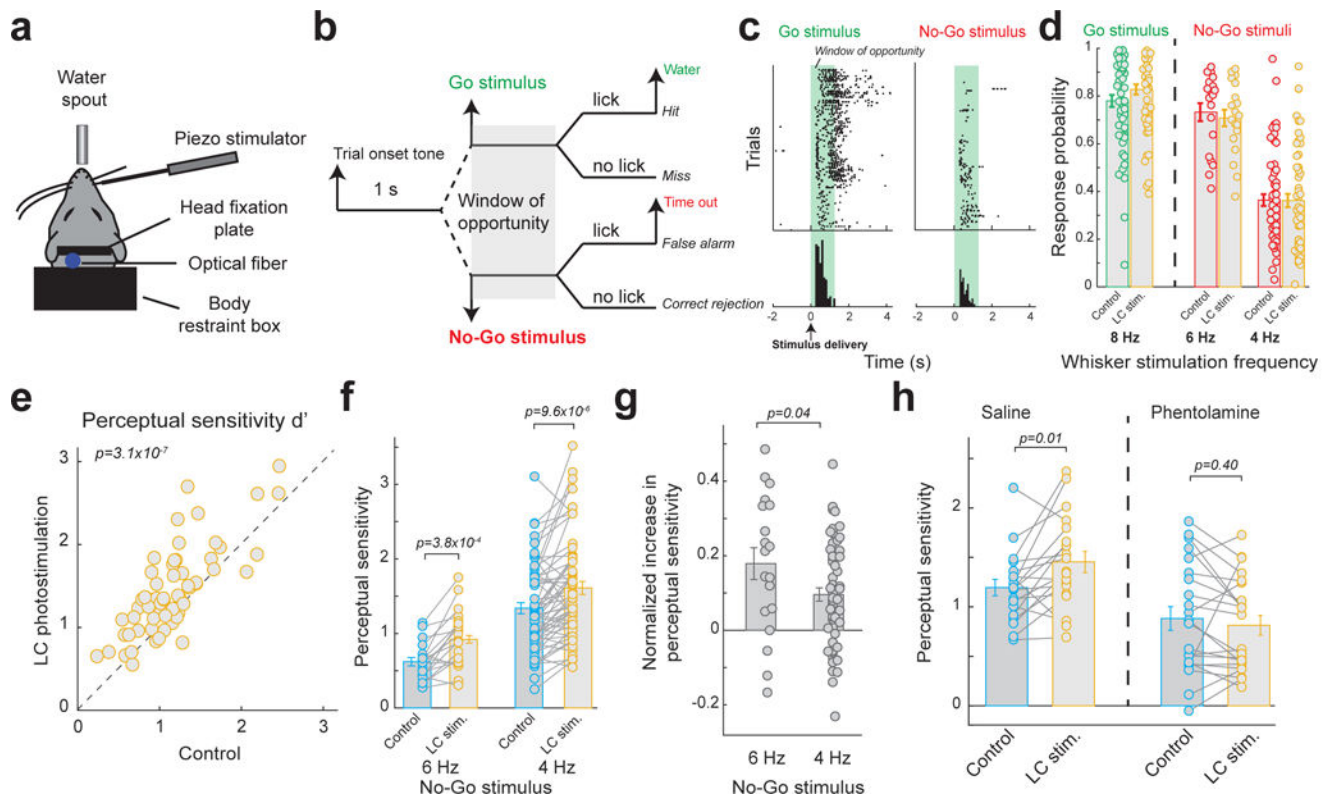 a
Water
spout
Piezo stimulator
Head fixation
plate
Optical fiber
Body
restraint box
b
Go stimulus
Trial onset tone
1 s
Window of
opportunity
No-Go stimulus
lick
Water
Hit
no lick
Miss
lick
Time out
False alarm
no lick
Correct rejection
c
Go stimulus
No-Go stimulus
Window of opportunity
Trials
-2 0 2 4
-2 0 2 4
Stimulus delivery
Time (s)
d
Go stimulus
No-Go stimuli
Response probability
1
0.8
0.6
0.4
0.2
0
Control
LC stim.
Control
LC stim.
Control
LC stim.
8 Hz
6 Hz
4 Hz
Whisker stimulation frequency
e
Perceptual sensitivity d'
p=3.1x10-7
LC photostimulation
3
2
1
0
0 1 2 3
Control
f
p=9.6x10-6
p=3.8x10-4
Perceptual sensitivity
3
2
1
0
Control
LC stim.
Control
LC stim.
6 Hz
4 Hz
No-Go stimulus
g
p=0.04
Normalized increase in
perceptual sensitivity
0.4
0.2
0
-0.2
6 Hz
4 Hz
No-Go stimulus
h
Saline
Phentolamine
p=0.01
p=0.40
Perceptual sensitivity
2
1
0
Control
LC stim.
Control
LC stim.